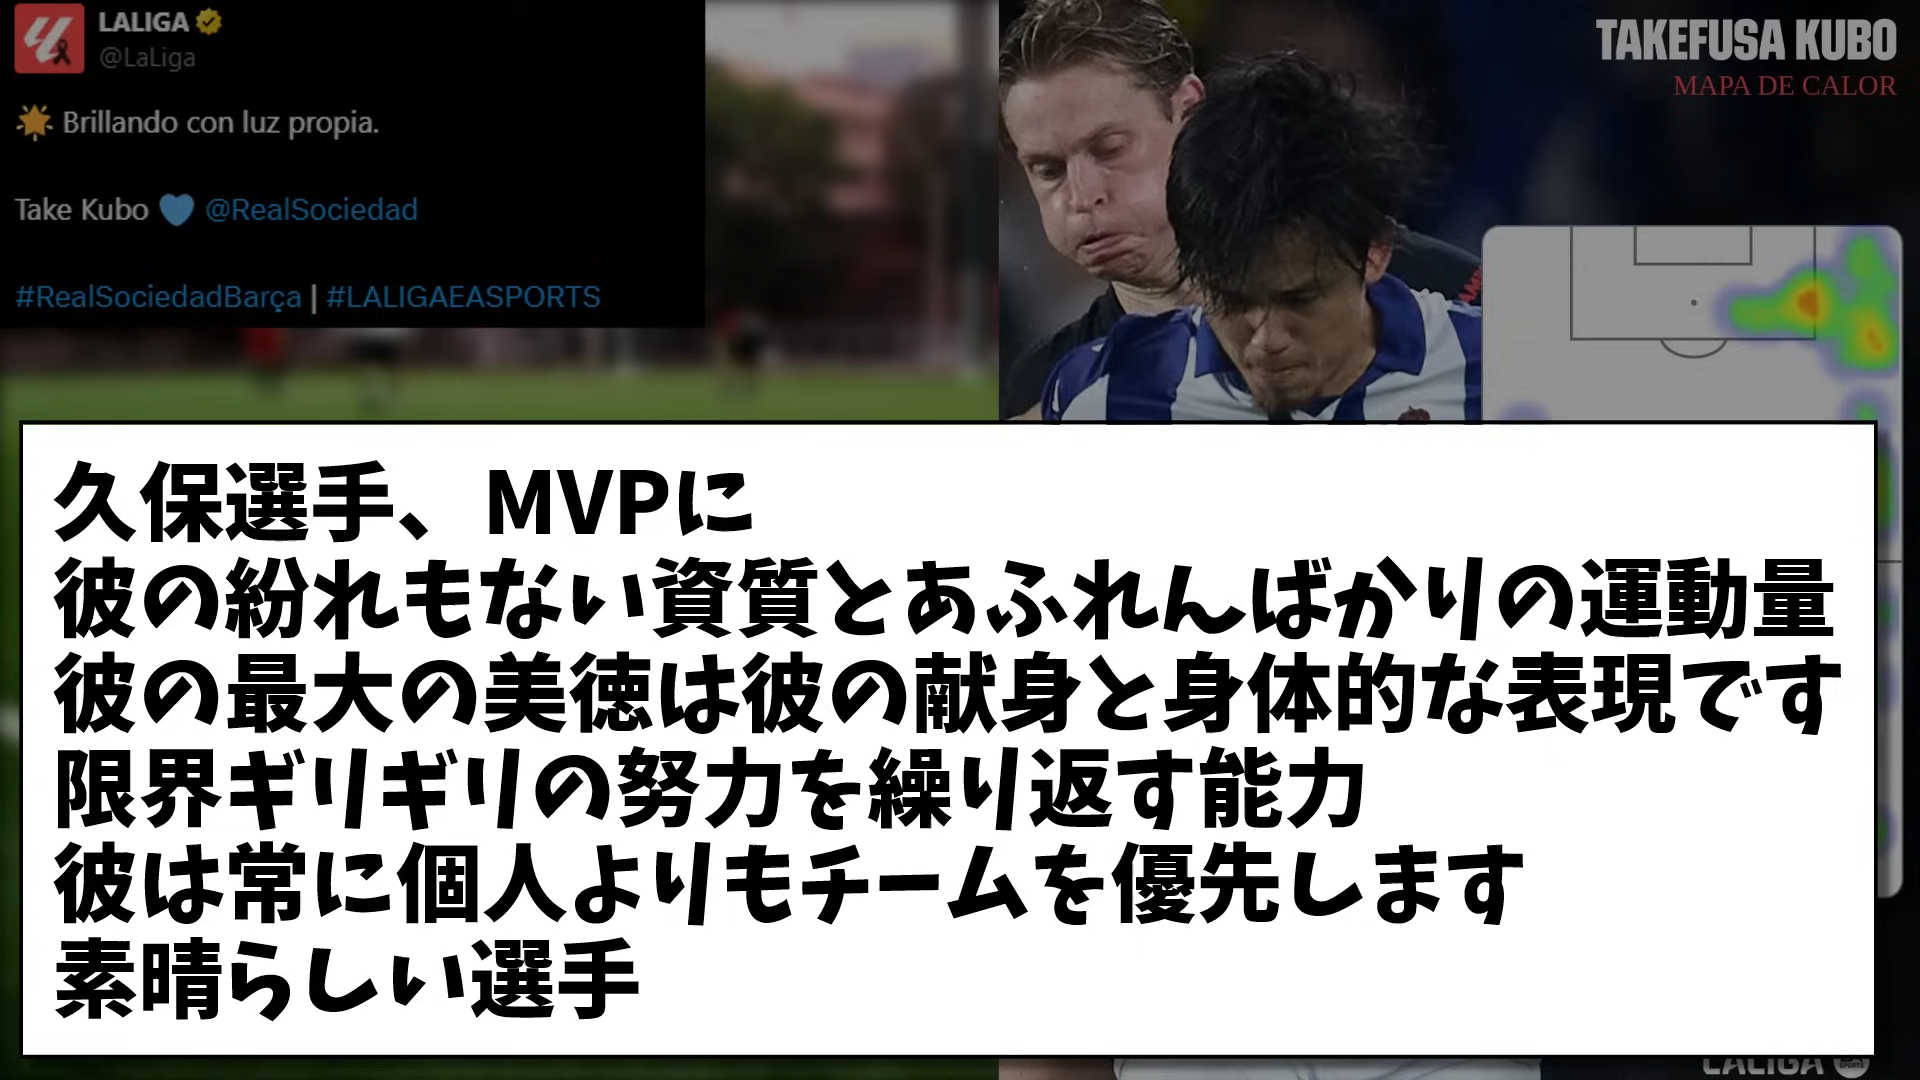 LALIGA
@LaLiga
Brillando con luz propia.
Take Kubo 💙 @RealSociedad
#RealSociedadBarça | #LALIGAEASPORTS
TAKEFUSA KUBO
MAPA DE CALOR
久保選手、MVPに
彼の紛れもない資質とあふれんばかりの運動量
彼の最大の美徳は彼の献身と身体的な表現です
限界ギリギリの努力を繰り返す能力
彼は常に個人よりもチームを優先します
素晴らしい選手
LALIGA